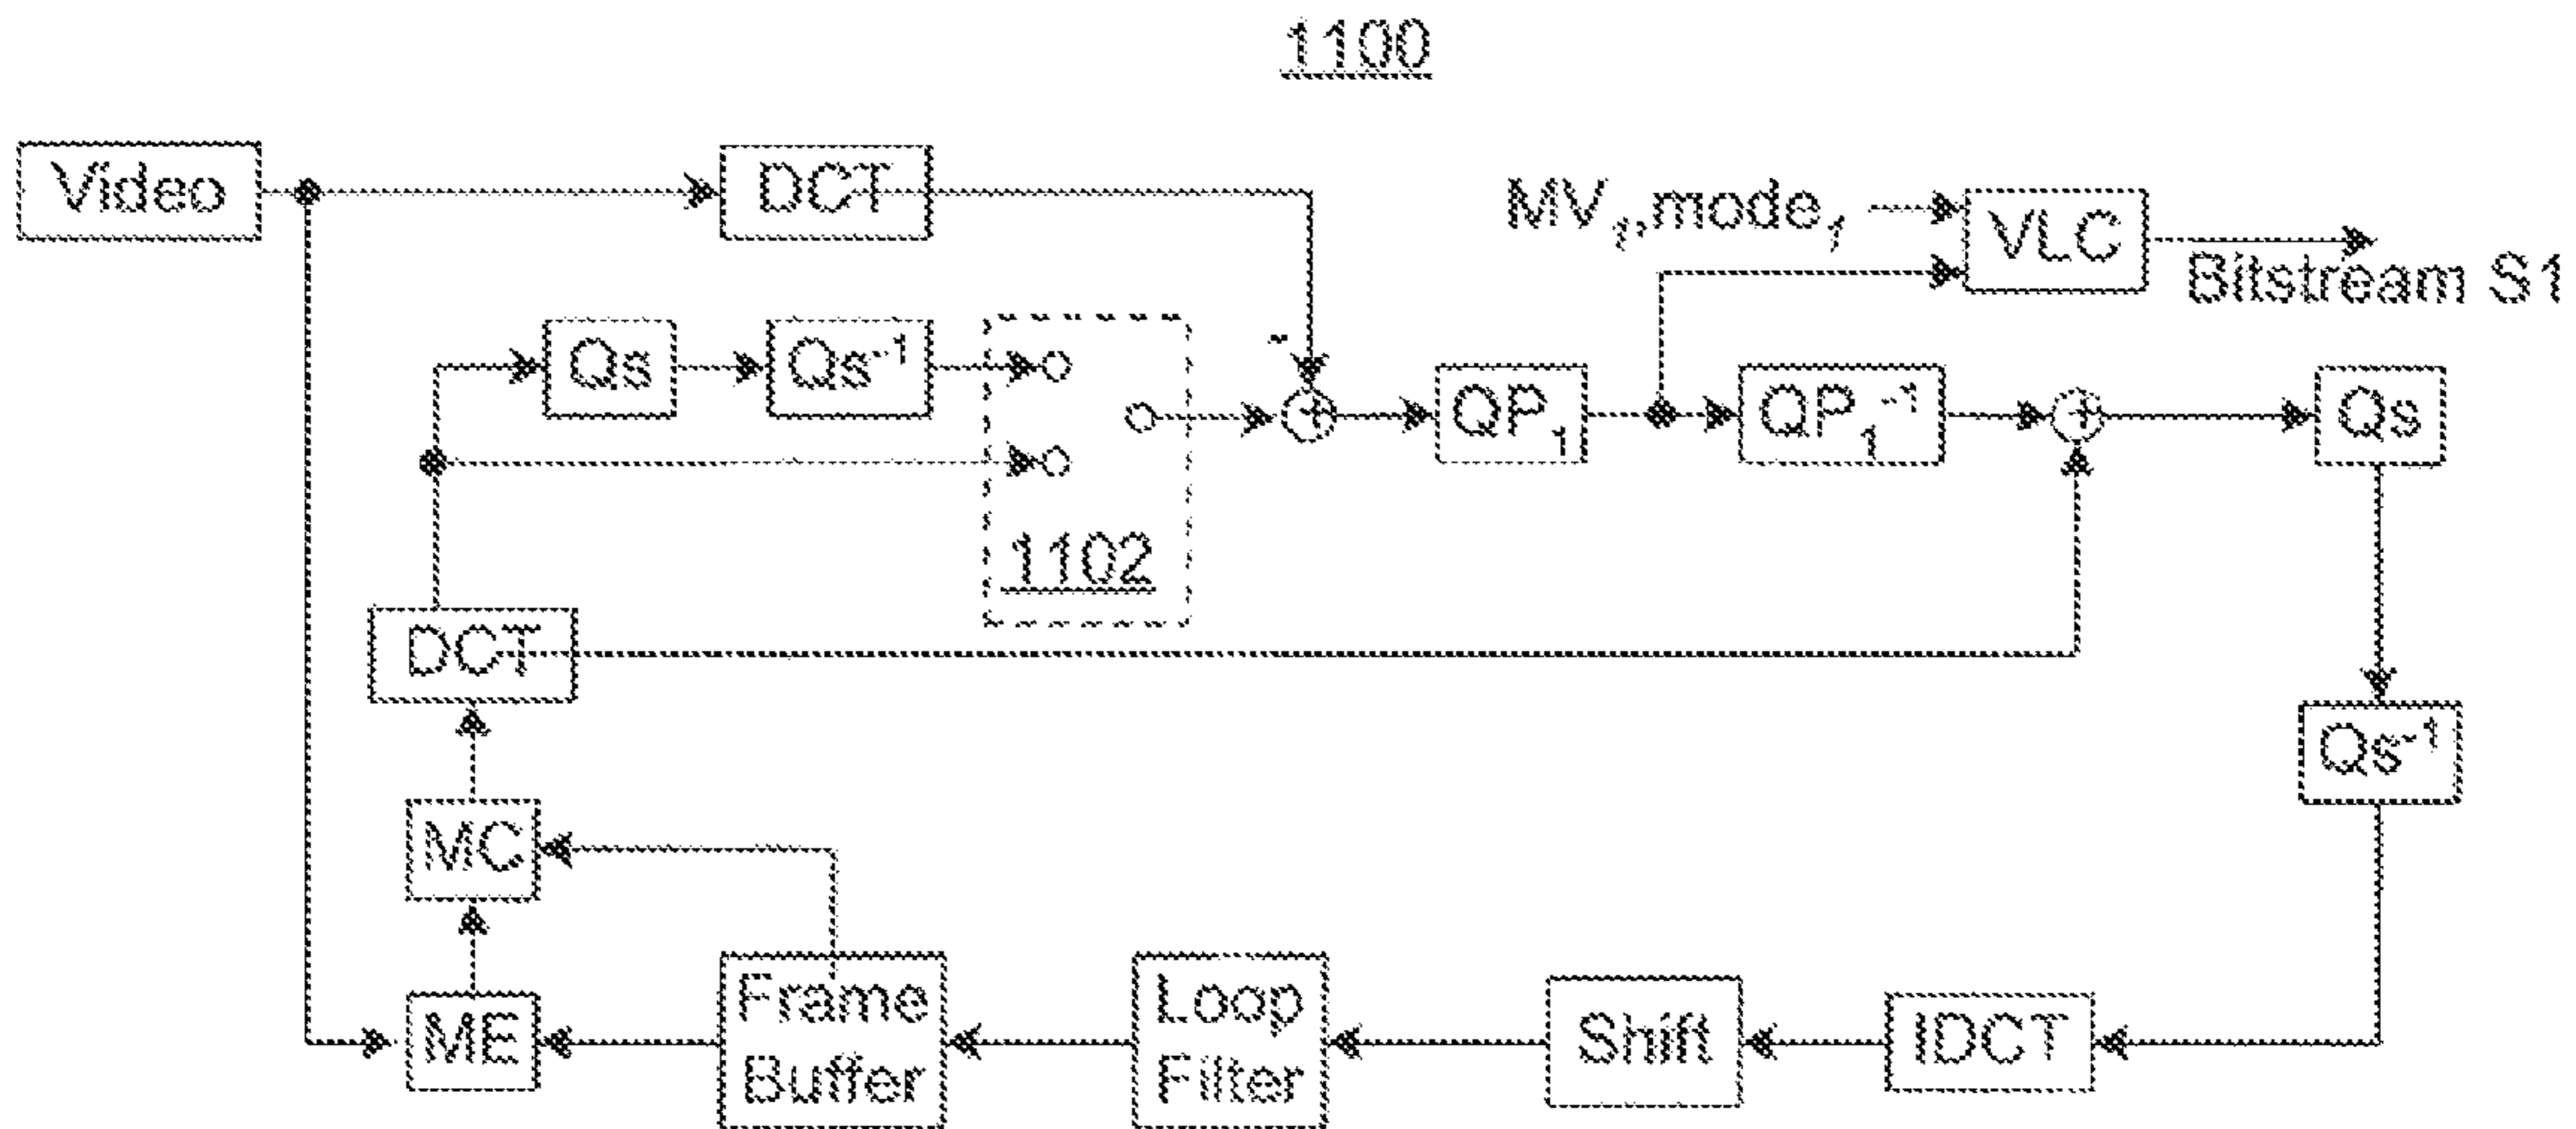 1100
Video
DCT
MV₁,mode₁
VLC
Bitstream S1
Qs
Qs⁻¹
1102
-
+
QP₁
QP₁⁻¹
+
Qs
DCT
Qs⁻¹
MC
ME
Frame
Buffer
Loop
Filter
Shift
IDCT